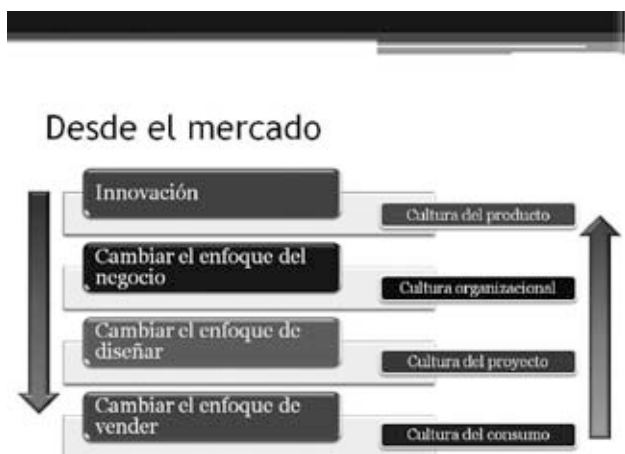 Desde el mercado
Innovación
Cultura del producto
Cambiar el enfoque del
negocio
Cultura organizacional
Cambiar el enfoque de
diseñar
Cultura del proyecto
Cambiar el enfoque de
vender
Cultura del consumo